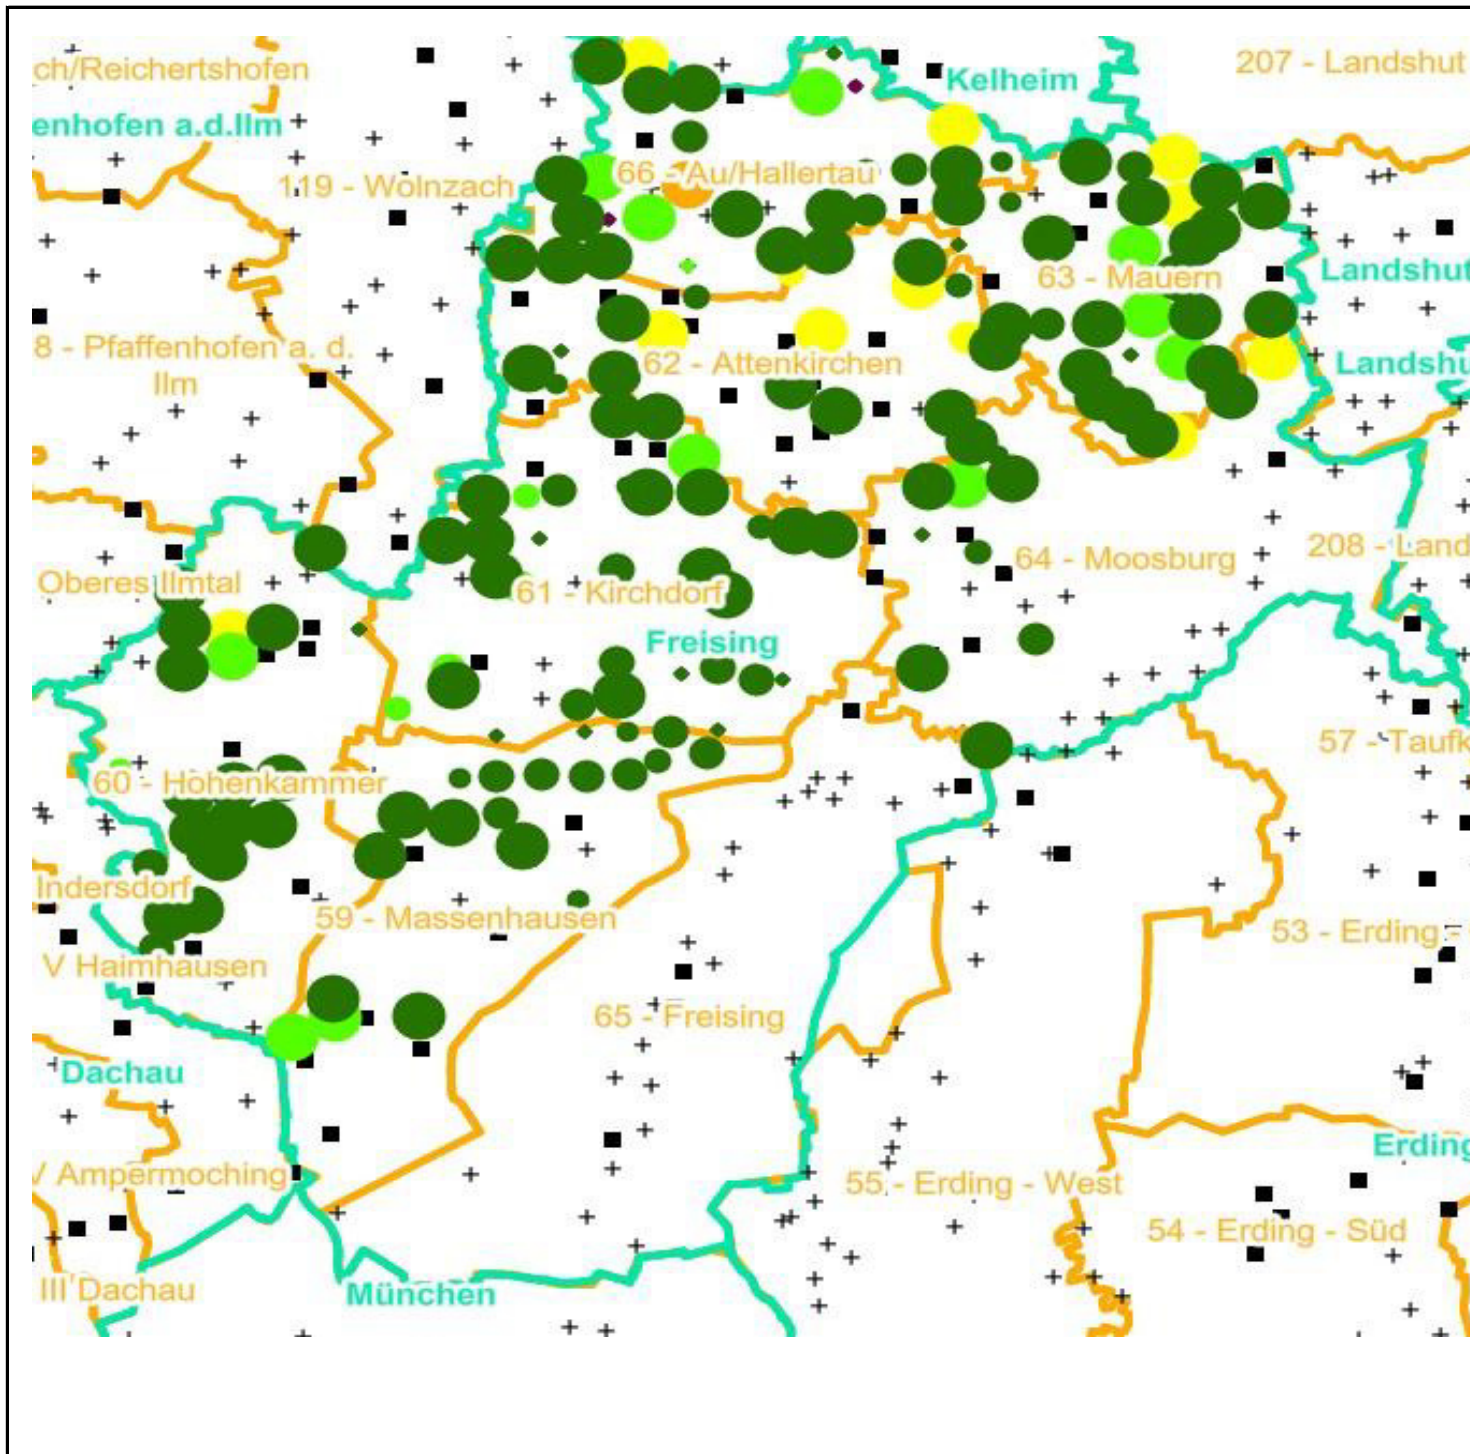 207 - Landshut
ch/Reichertshofen
Kelheim
enhofen a.d.Ilm
66 - Au/Hallertau
119 - Wolnzach
Landshut
63 - Mauern
8 - Pfaffenhofen a. d.
Ilm
62 - Attenkirchen
Landshu
208 - Land
64 - Moosburg
Oberes Ilmtal
61 - Kirchdorf
Freising
57 - Taufk
60 - Hohenkammer
Indersdorf
59 - Massenhausen
53 - Erding -
V Haimhausen
65 - Freising
Dachau
Erding
V Ampermoching
55 - Erding - West
54 - Erding - Süd
III Dachau
München